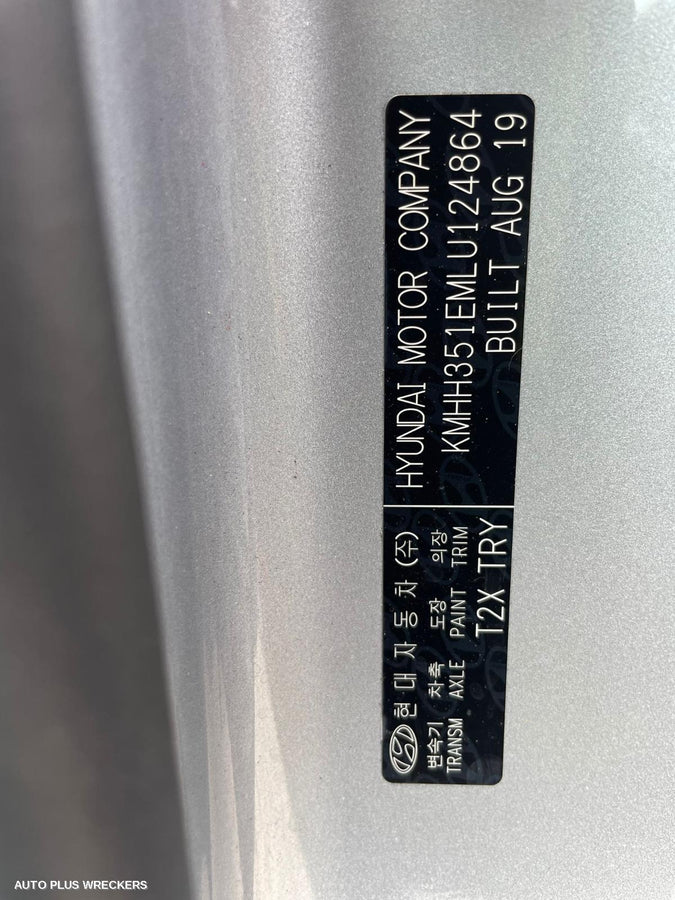 현대자동차(주) HYUNDAI MOTOR COMPANY
변속기 차축 도장 의장 KMHH351EMLU124864
TRANSM AXLE PAINT TRIM
T2X TRY BUILT AUG 19
AUTO PLUS WRECKERS